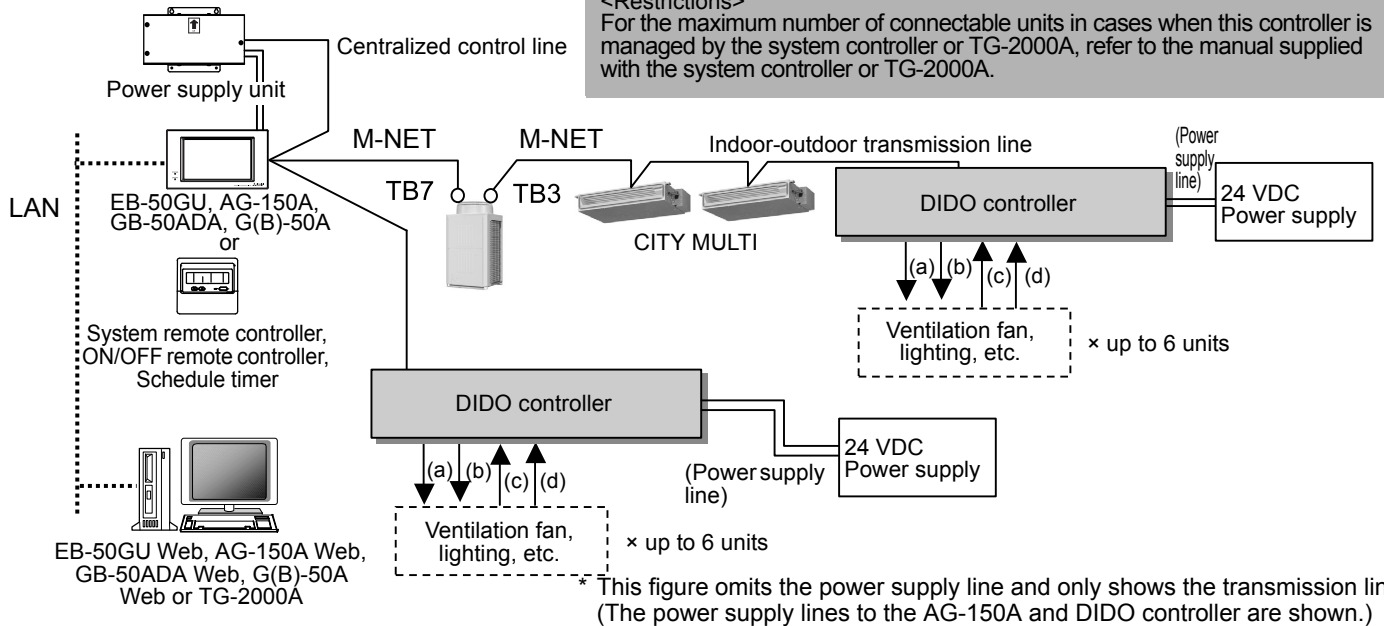 <Restrictions>
For the maximum number of connectable units in cases when this controller is
managed by the system controller or TG-2000A, refer to the manual supplied
with the system controller or TG-2000A.
Centralized control line
Power supply unit
LAN
M-NET
M-NET
TB7
TB3
Indoor-outdoor transmission line
(Power
supply
line)
24 VDC
Power supply
DIDO controller
CITY MULTI
EB-50GU, AG-150A,
GB-50ADA, G(B)-50A
or
(a)
(b)
(c)
(d)
Ventilation fan,
lighting, etc.
× up to 6 units
System remote controller,
ON/OFF remote controller,
Schedule timer
DIDO controller
24 VDC
Power supply
(Power supply
line)
(a)
(b)
(c)
(d)
Ventilation fan,
lighting, etc.
× up to 6 units
EB-50GU Web, AG-150A Web,
GB-50ADA Web, G(B)-50A
Web or TG-2000A
* This figure omits the power supply line and only shows the transmission
(The power supply lines to the AG-150A and DIDO controller are shown.)